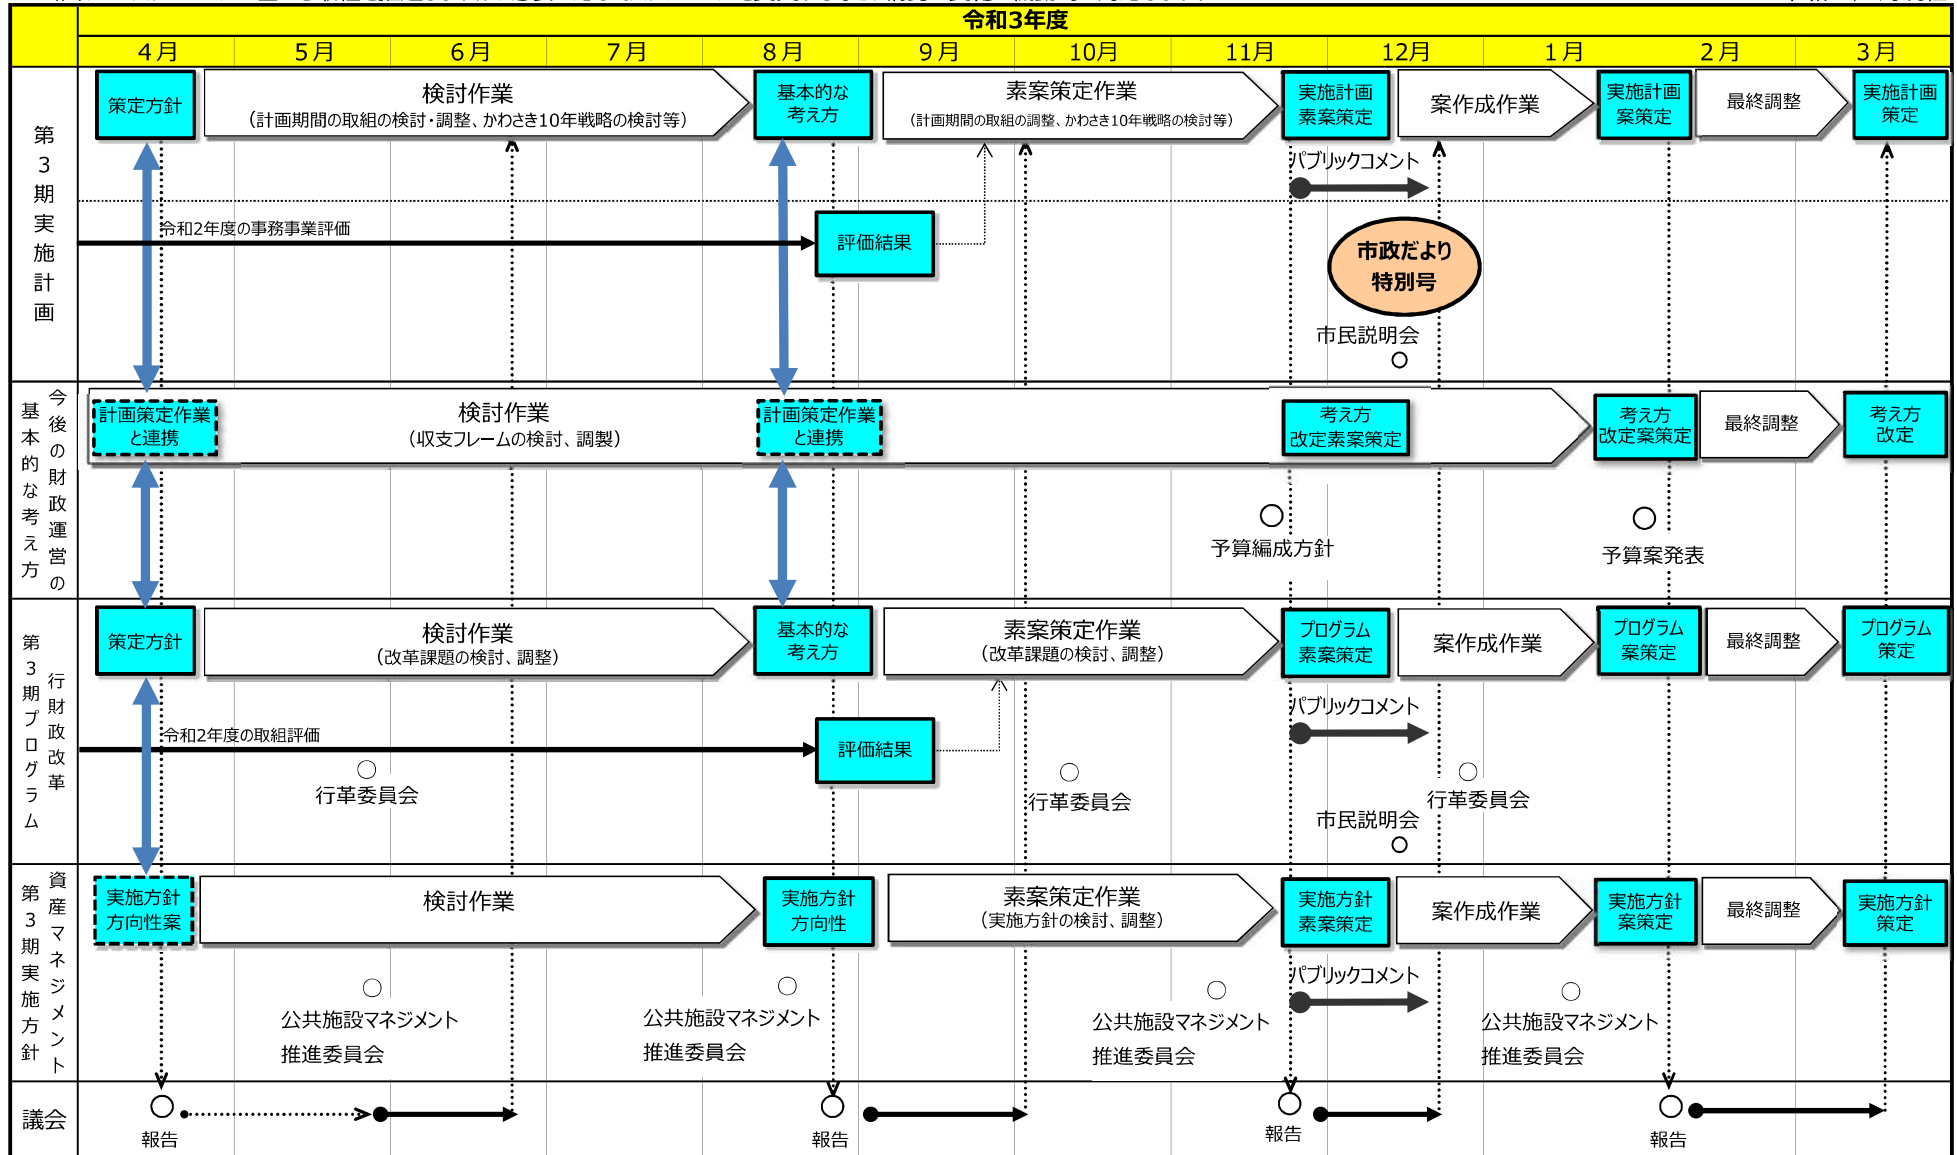 令和3年度
4月 5月 6月 7月 8月 9月 10月 11月 12月 1月 2月 3月
第3期実施計画
策定方針
検討作業
（計画期間の取組の検討・調整、かわさき10年戦略の検討等）
基本的な
考え方
素案策定作業
（計画期間の取組の調整、かわさき10年戦略の検討等）
実施計画
素案策定
案作成作業
実施計画
案策定
最終調整
実施計画
策定
パブリックコメント
令和2年度の事務事業評価
評価結果
市政だより
特別号
市民説明会
今後の財政運営の
基本的な考え方
計画策定作業
と連携
検討作業
（収支フレームの検討、調製）
計画策定作業
と連携
考え方
改定素案策定
考え方
改定案策定
最終調整
考え方
改定
予算編成方針
予算案発表
行財政改革
第3期プログラム
策定方針
検討作業
（改革課題の検討、調整）
基本的な
考え方
素案策定作業
（改革課題の検討、調整）
プログラム
素案策定
案作成作業
プログラム
案策定
最終調整
プログラム
策定
パブリックコメント
令和2年度の取組評価
評価結果
行革委員会
行革委員会
行革委員会
市民説明会
資産マネジメント
第3期実施方針
実施方針
方向性案
検討作業
実施方針
方向性
素案策定作業
（実施方針の検討、調整）
実施方針
素案策定
案作成作業
実施方針
案策定
最終調整
実施方針
策定
パブリックコメント
公共施設マネジメント
推進委員会
公共施設マネジメント
推進委員会
公共施設マネジメント
推進委員会
公共施設マネジメント
推進委員会
議会
報告
報告
報告
報告